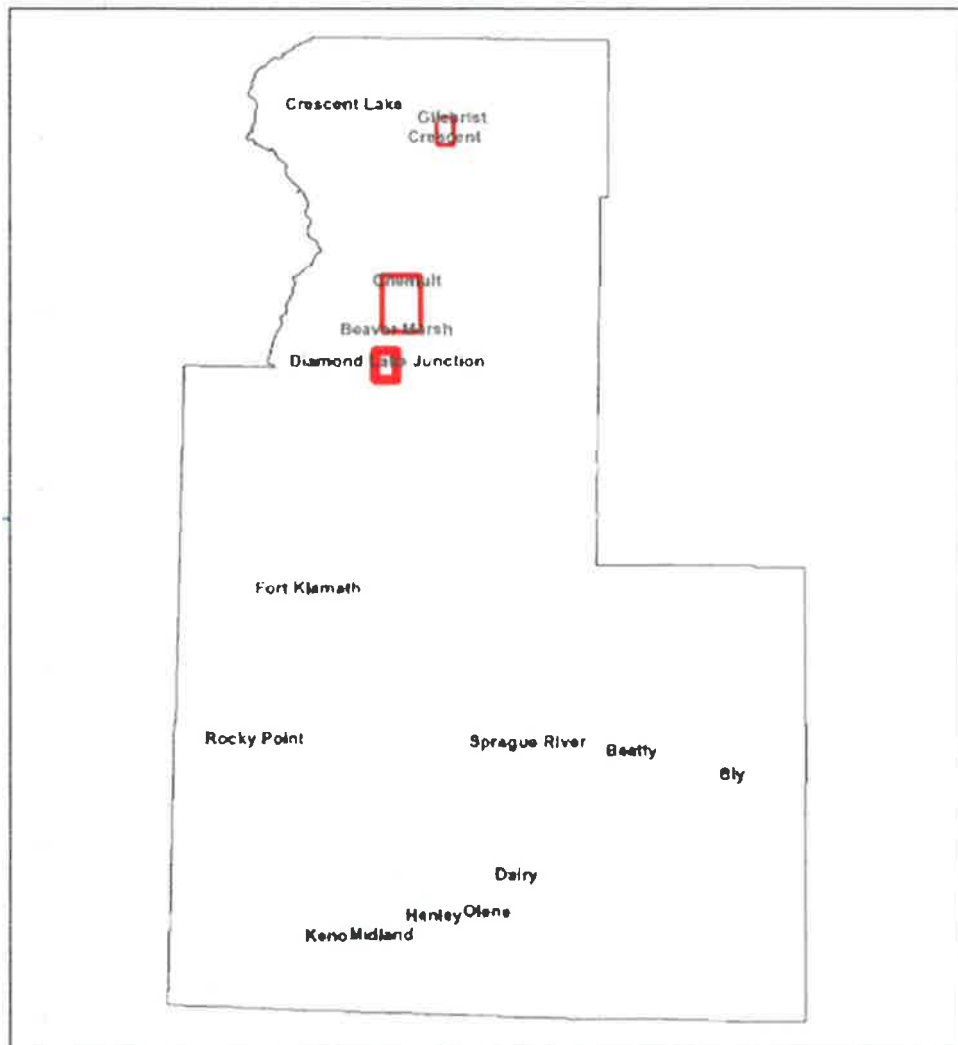 Crescent Lake
Gilchrist
Crescent
Chemult
Beaver Marsh
Diamond Lake Junction
Fort Klamath
Rocky Point
Sprague River
Beatty
Bly
Dairy
Henley
Olene
Keno
Midland